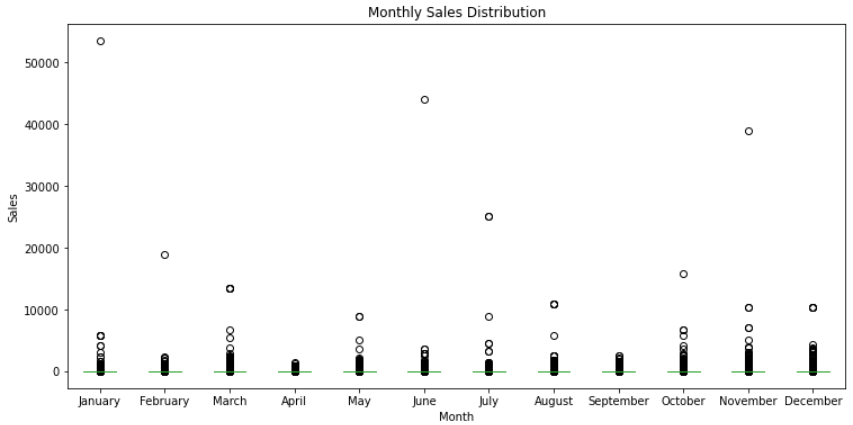 Monthly Sales Distribution
50000
40000
30000
20000
10000
0
Sales
January February March April May June July August September October November December
Month